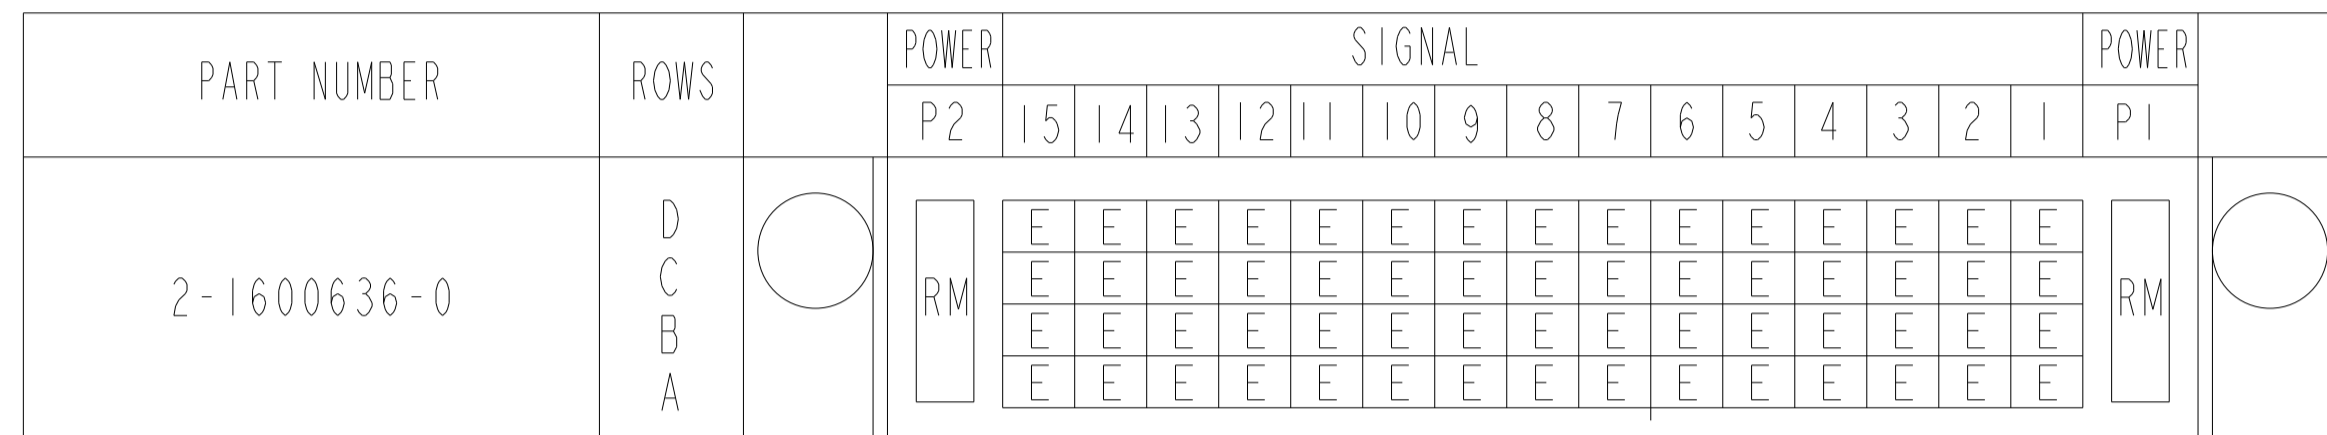 PART NUMBER ROWS POWER SIGNAL POWER
P2 15 14 13 12 11 10 9 8 7 6 5 4 3 2 1 P1
D E E E E E E E E E E E E E E E
C E E E E E E E E E E E E E E E
2-1600636-0 RM RM
B E E E E E E E E E E E E E E E
A E E E E E E E E E E E E E E E